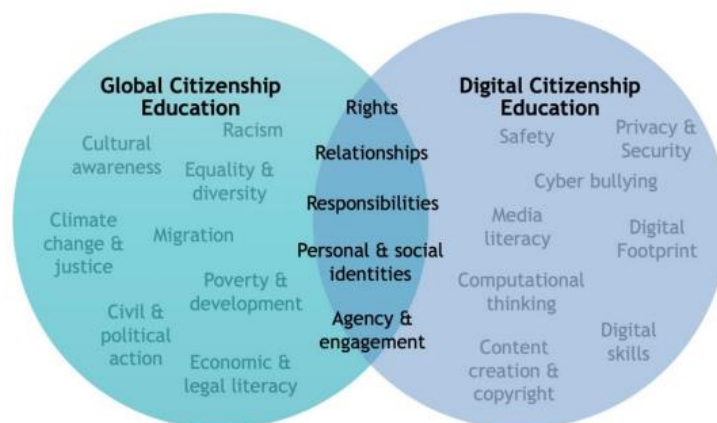 Global Citizenship
Education
Racism
Cultural
awareness
Equality &
diversity
Climate
change &
justice
Migration
Poverty &
development
Civil &
political
action
Economic &
legal literacy
Rights
Relationships
Responsibilities
Personal & social
identities
Agency &
engagement
Digital Citizenship
Education
Safety
Privacy &
Security
Cyber bullying
Media
literacy
Digital
Footprint
Computational
thinking
Digital
skills
Content
creation &
copyright